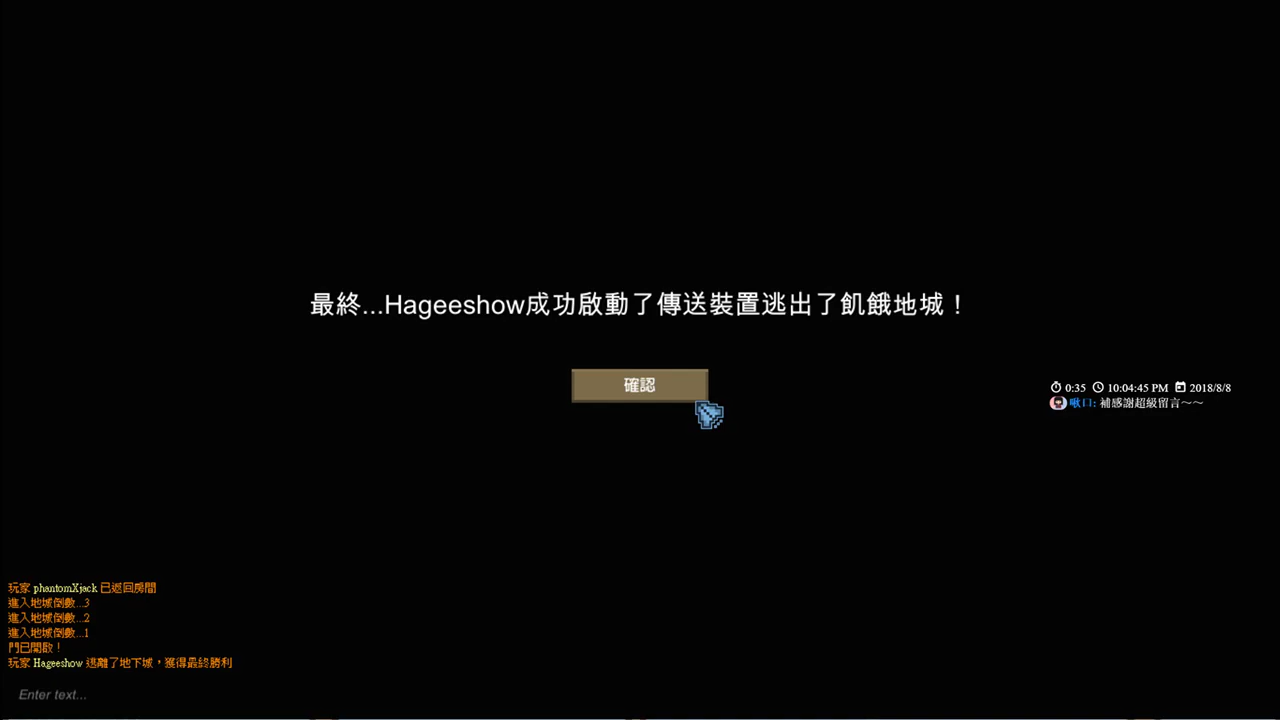 最終...Hageeshow成功啟動了傳送裝置逃出了飢餓地城！
確認
0:35 10:04:45 PM 2018/8/8
啾口: 補感謝超級留言～～
玩家 phantomXjack 已返回房間
進入地城倒數...3
進入地城倒數...2
進入地城倒數...1
門已開啟！
玩家 Hageeshow 逃離了地下城，獲得最終勝利
Enter text...